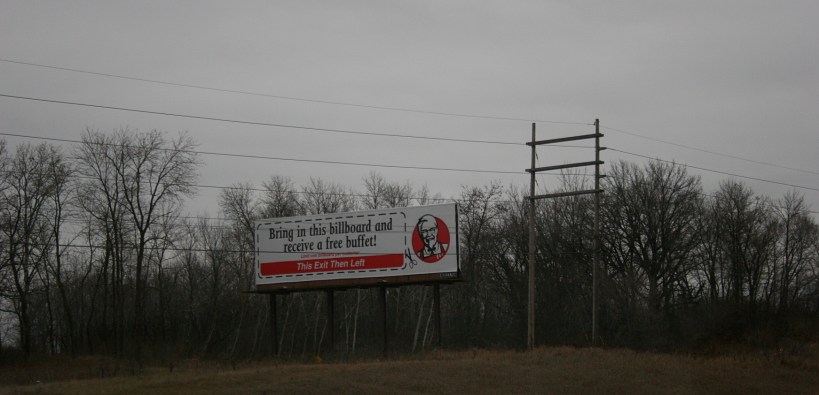 Bring in this billboard and
receive a free buffet!
This Exit Then Left